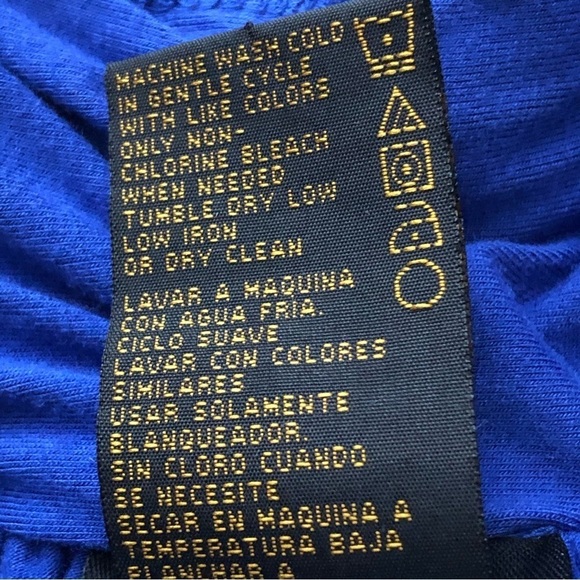 MACHINE WASH COLD
IN GENTLE CYCLE
WITH LIKE COLORS
ONLY NON-
CHLORINE BLEACH
WHEN NEEDED
TUMBLE DRY LOW
LOW IRON
OR DRY CLEAN
LAVAR A MAQUINA
CON AGUA FRIA.
CICLO SUAVE
LAVAR CON COLORES
SIMILARES
USAR SOLAMENTE
BLANQUEADOR.
SIN CLORO CUANDO
SE NECESITE
SECAR EN MAQUINA A
TEMPERATURA BAJA
PLANCHAR A